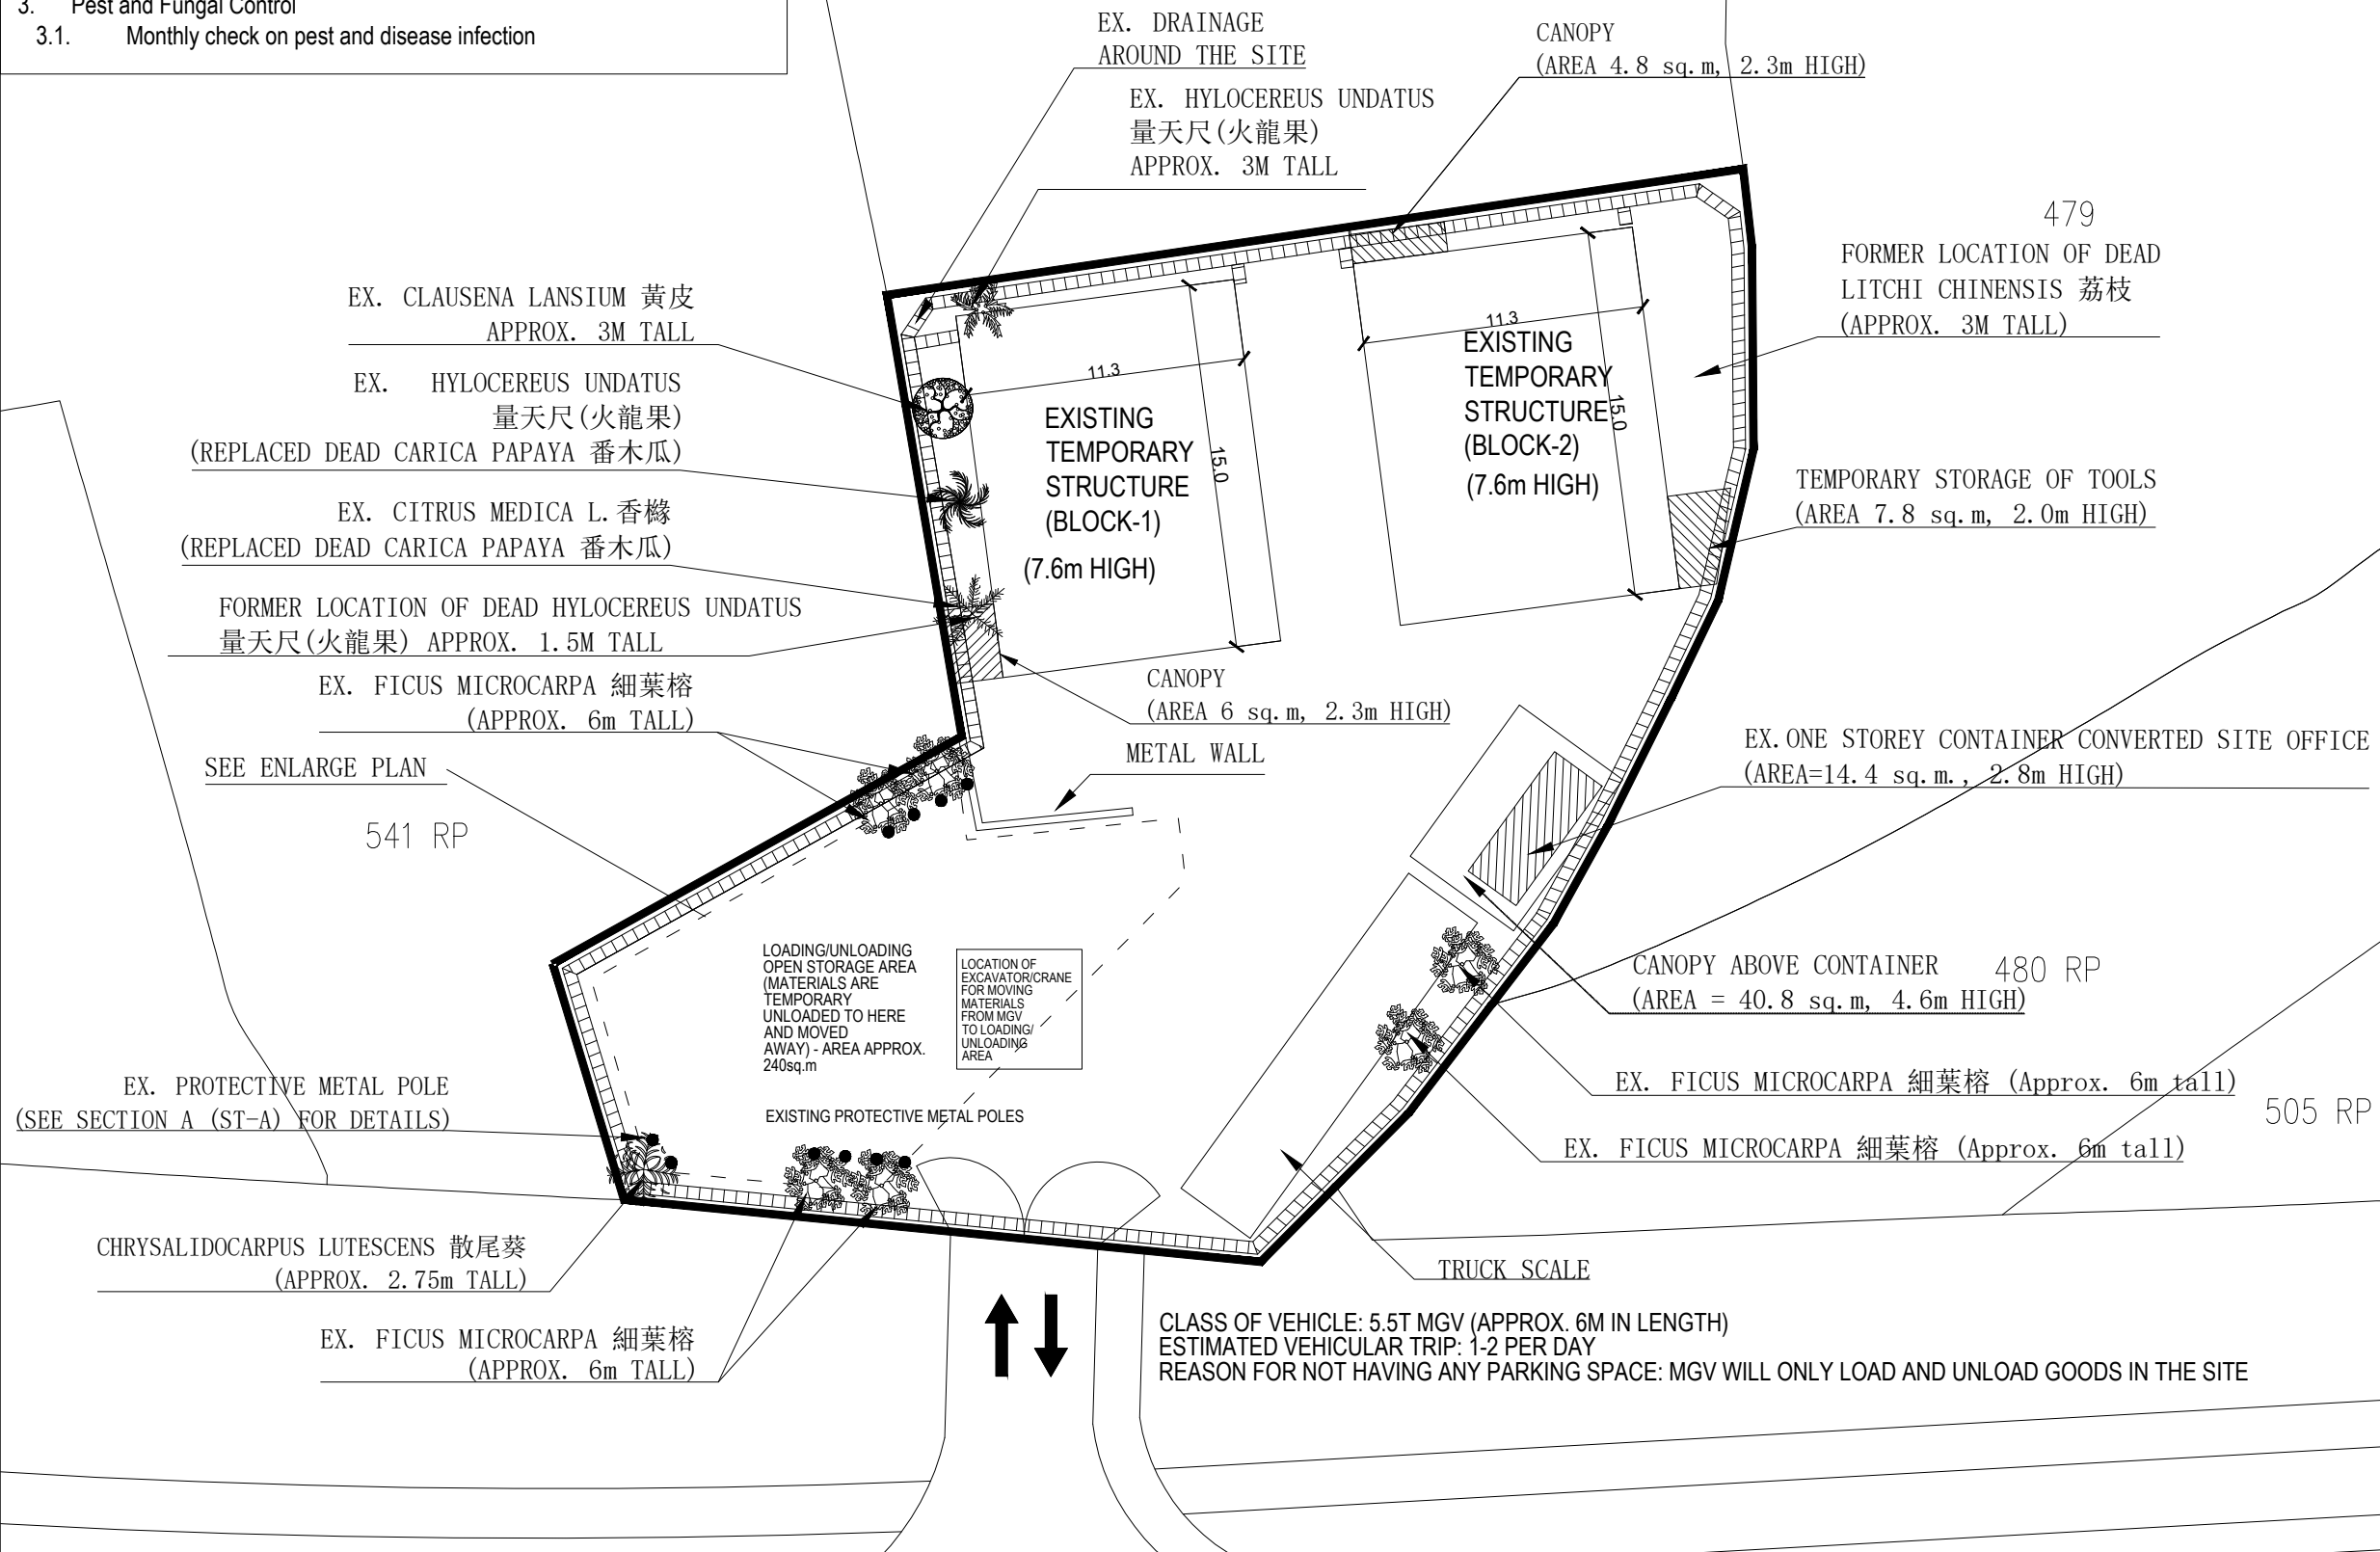 3. Pest and Fungal Control
3.1. Monthly check on pest and disease infection
EX. DRAINAGE
AROUND THE SITE
EX. HYLOCEREUS UNDATUS
量天尺(火龍果)
APPROX. 3M TALL
CANOPY
(AREA 4.8 sq.m, 2.3m HIGH)
479
FORMER LOCATION OF DEAD
LITCHI CHINENSIS 荔枝
(APPROX. 3M TALL)
EX. CLAUSENA LANSIUM 黃皮
APPROX. 3M TALL
EX. HYLOCEREUS UNDATUS
量天尺(火龍果)
(REPLACED DEAD CARICA PAPAYA 番木瓜)
EX. CITRUS MEDICA L.香櫞
(REPLACED DEAD CARICA PAPAYA 番木瓜)
FORMER LOCATION OF DEAD HYLOCEREUS UNDATUS
量天尺(火龍果) APPROX. 1.5M TALL
EX. FICUS MICROCARPA 細葉榕
(APPROX. 6m TALL)
SEE ENLARGE PLAN
541 RP
11.3
15.0
EXISTING
TEMPORARY
STRUCTURE
(BLOCK-1)
(7.6m HIGH)
11.3
15.0
EXISTING
TEMPORARY
STRUCTURE
(BLOCK-2)
(7.6m HIGH)
TEMPORARY STORAGE OF TOOLS
(AREA 7.8 sq.m, 2.0m HIGH)
CANOPY
(AREA 6 sq.m, 2.3m HIGH)
METAL WALL
EX.ONE STOREY CONTAINER CONVERTED SITE OFFICE
(AREA=14.4 sq.m., 2.8m HIGH)
LOADING/UNLOADING
OPEN STORAGE AREA
(MATERIALS ARE
TEMPORARY
UNLOADED TO HERE
AND MOVED
AWAY) - AREA APPROX.
240sq.m
LOCATION OF
EXCAVATOR/CRANE
FOR MOVING
MATERIALS
FROM MGV
TO LOADING/
UNLOADING
AREA
EXISTING PROTECTIVE METAL POLES
CANOPY ABOVE CONTAINER
(AREA = 40.8 sq.m, 4.6m HIGH)
480 RP
EX. FICUS MICROCARPA 細葉榕 (Approx. 6m tall)
505 RP
EX. FICUS MICROCARPA 細葉榕 (Approx. 6m tall)
EX. PROTECTIVE METAL POLE
(SEE SECTION A (ST-A) FOR DETAILS)
CHRYSALIDOCARPUS LUTESCENS 散尾葵
(APPROX. 2.75m TALL)
EX. FICUS MICROCARPA 細葉榕
(APPROX. 6m TALL)
TRUCK SCALE
CLASS OF VEHICLE: 5.5T MGV (APPROX. 6M IN LENGTH)
ESTIMATED VEHICULAR TRIP: 1-2 PER DAY
REASON FOR NOT HAVING ANY PARKING SPACE: MGV WILL ONLY LOAD AND UNLOAD GOODS IN THE SITE